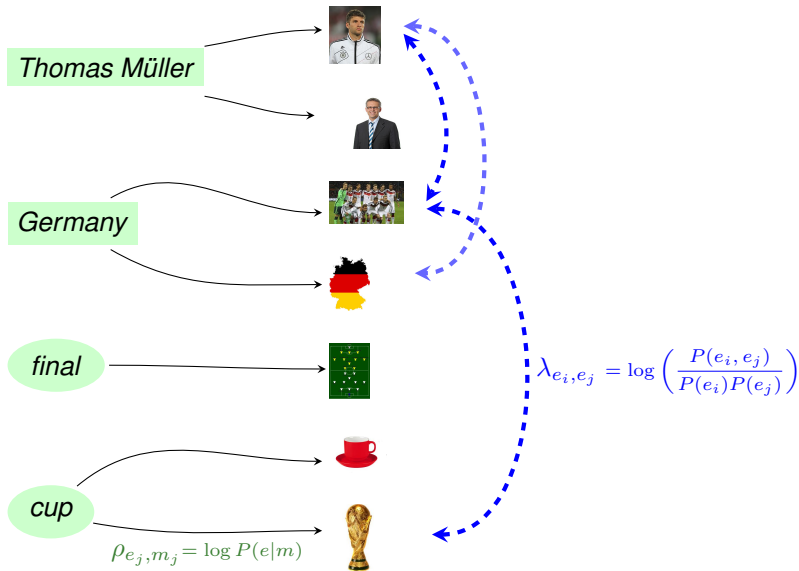 Thomas Müller
Germany
final
λ_{e_i,e_j} = log ( P(e_i, e_j) / P(e_i)P(e_j) )
cup
ρ_{e_j,m_j} = log P(e|m)